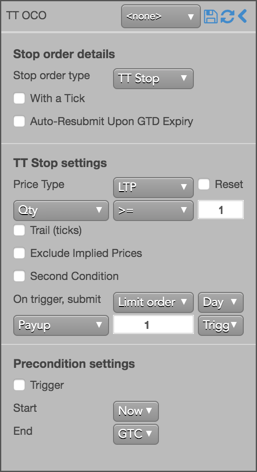 TT OCO <none>
Stop order details
Stop order type TT Stop
With a Tick
Auto-Resubmit Upon GTD Expiry
TT Stop settings
Price Type LTP Reset
Qty >= 1
Trail (ticks)
Exclude Implied Prices
Second Condition
On trigger, submit Limit order Day
Payup 1 Trigg
Precondition settings
Trigger
Start Now
End GTC